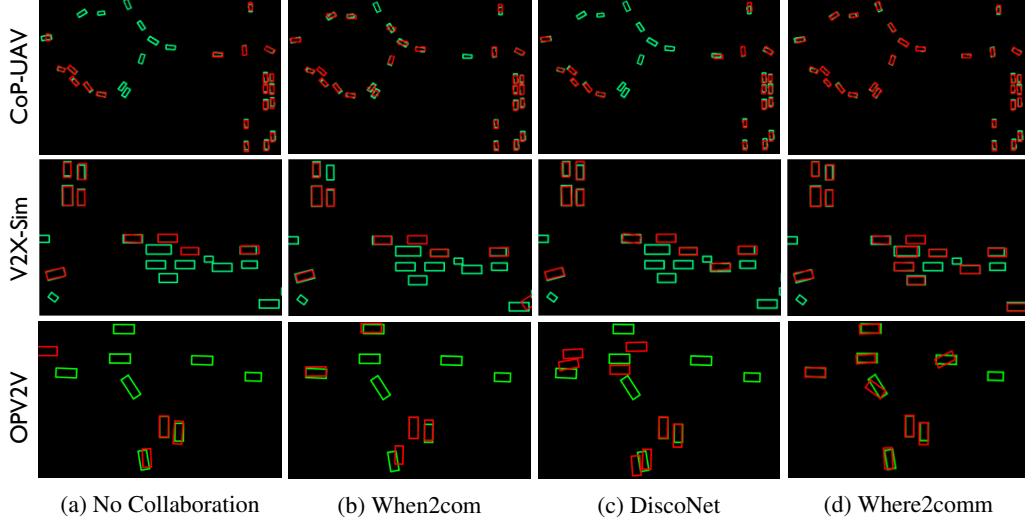 CoP-UAV
V2X-Sim
OPV2V
(a) No Collaboration
(b) When2com
(c) DiscoNet
(d) Where2comm